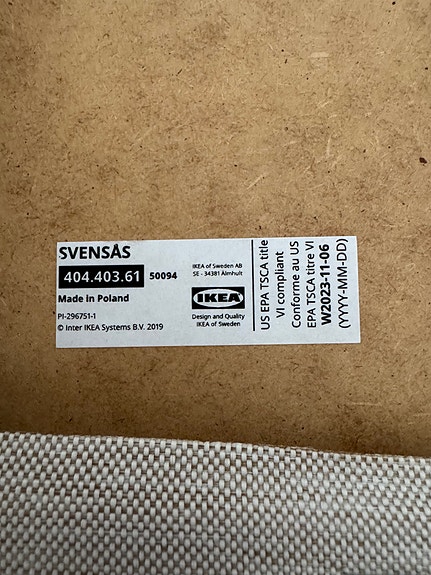 SVENSÅS
404.403.61 50094
Made in Poland
PI-296751-1
© Inter IKEA Systems B.V. 2019
IKEA of Sweden AB
SE - 34381 Älmhult
IKEA
Design and Quality
IKEA of Sweden
US EPA TSCA title
VI compliant
Conforme au US
EPA TSCA titre VI
W2023-11-06
(YYYY-MM-DD)